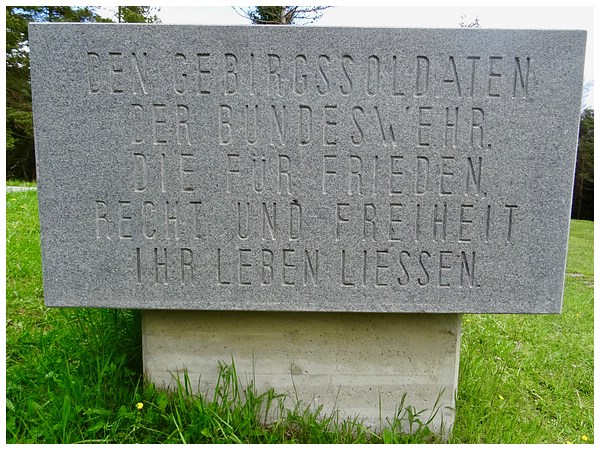 DEN GEBIRGSSOLDATEN
DER BUNDESWEHR,
DIE FÜR FRIEDEN,
RECHT UND FREIHEIT
IHR LEBEN LIESSEN.